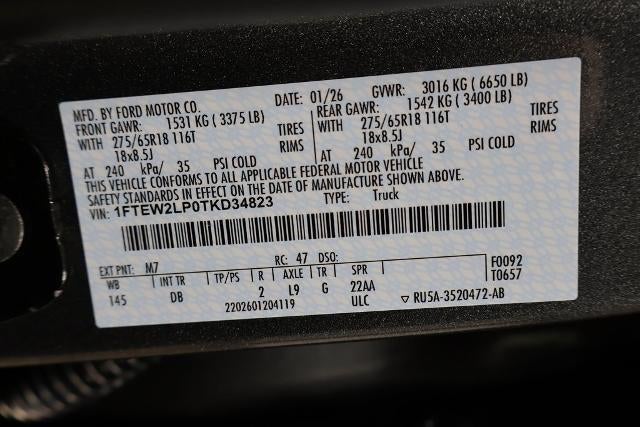 MFD. BY FORD MOTOR CO.
DATE: 01/26 GVWR: 3016 KG ( 6650 LB)
FRONT GAWR: 1531 KG ( 3375 LB) REAR GAWR: 1542 KG ( 3400 LB)
WITH 275/65R18 116T TIRES WITH 275/65R18 116T TIRES
18x8.5J RIMS 18x8.5J RIMS
AT 240 kPa/ 35 PSI COLD AT 240 kPa/ 35 PSI COLD
THIS VEHICLE CONFORMS TO ALL APPLICABLE FEDERAL MOTOR VEHICLE
SAFETY STANDARDS IN EFFECT ON THE DATE OF MANUFACTURE SHOWN ABOVE.
VIN: 1FTEW2LP0TKD34823 TYPE: Truck
EXT PNT: M7 RC: 47 DSO: F0092
WB INT TR TP/PS R AXLE TR SPR T0657
145 DB 2 L9 G 22AA
2202601204119 ULC ▽ RU5A-3520472-AB